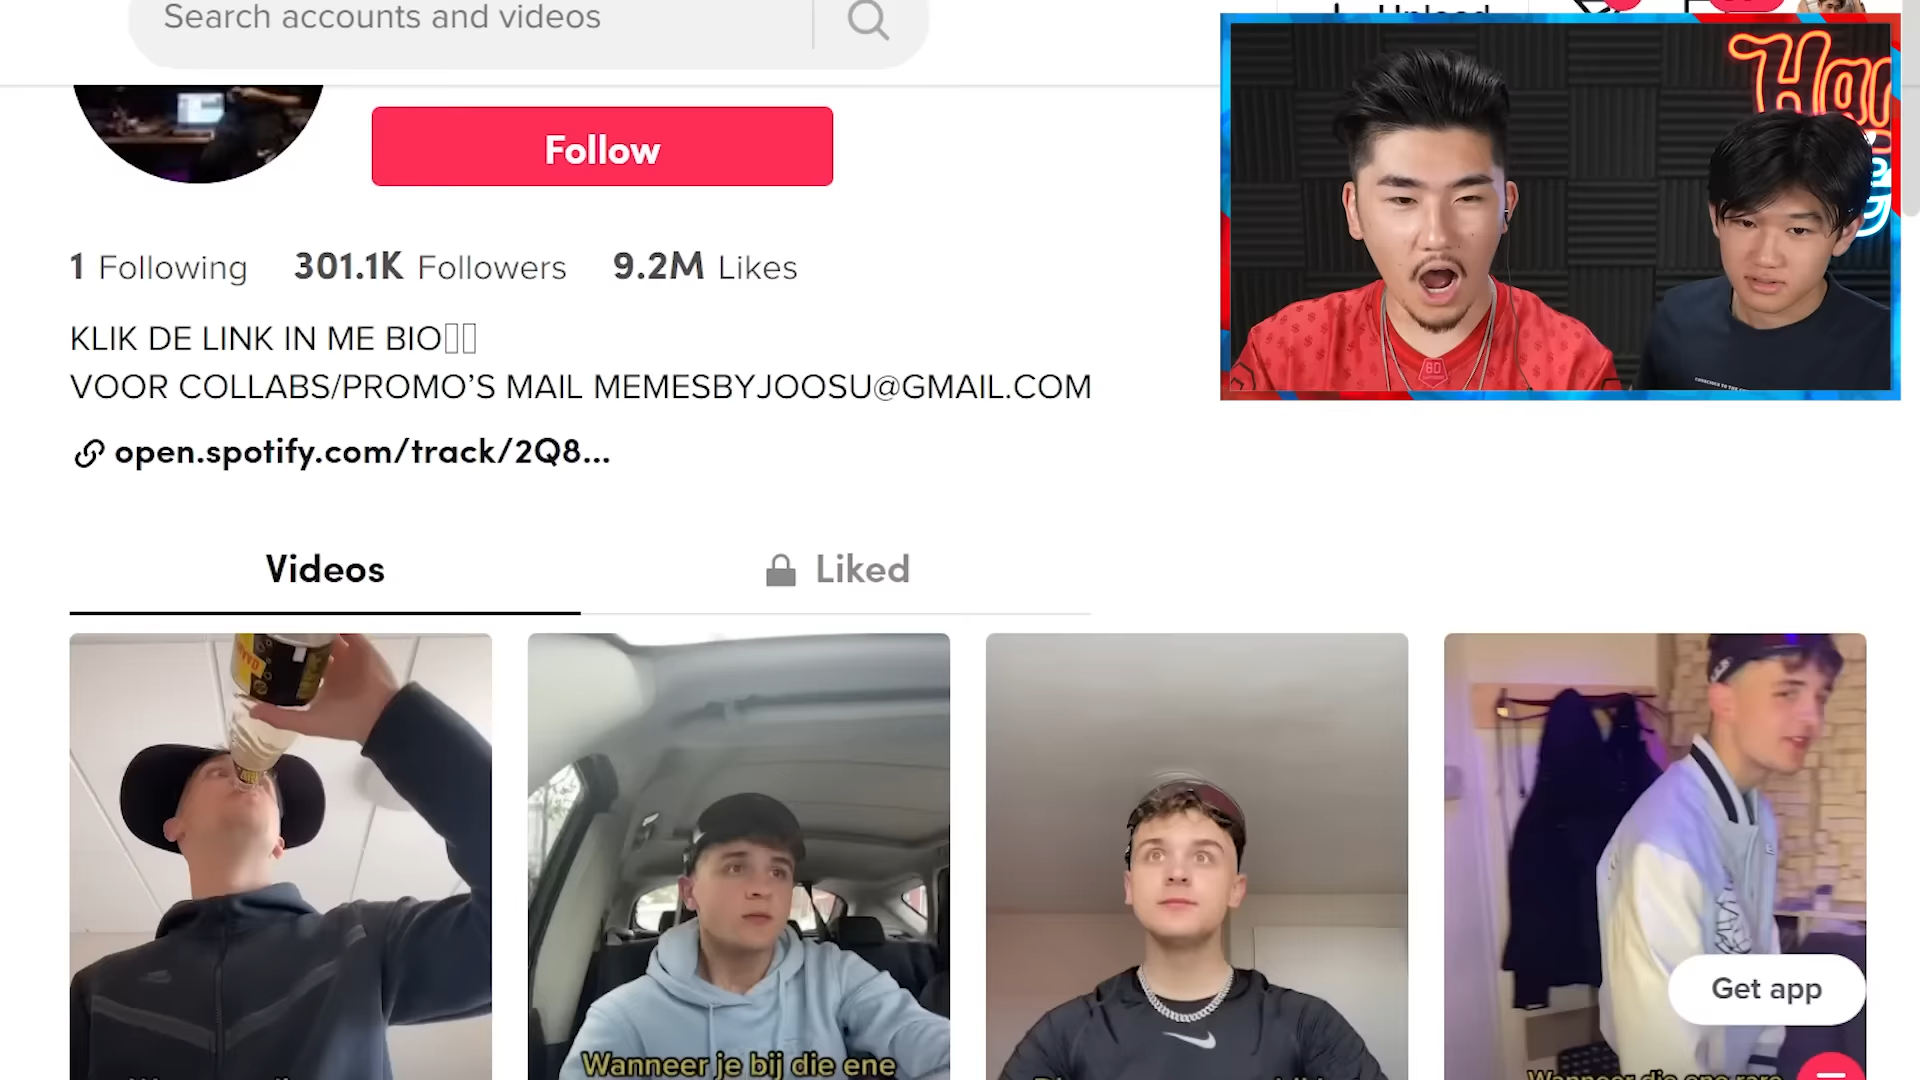 Search accounts and videos
Upload
Follow
1 Following 301.1K Followers 9.2M Likes
KLIK DE LINK IN ME BIO
VOOR COLLABS/PROMO’S MAIL MEMESBYJOOSU@GMAIL.COM
open.spotify.com/track/2Q8...
Videos
Liked
Wanneer je bij die ene
Get app